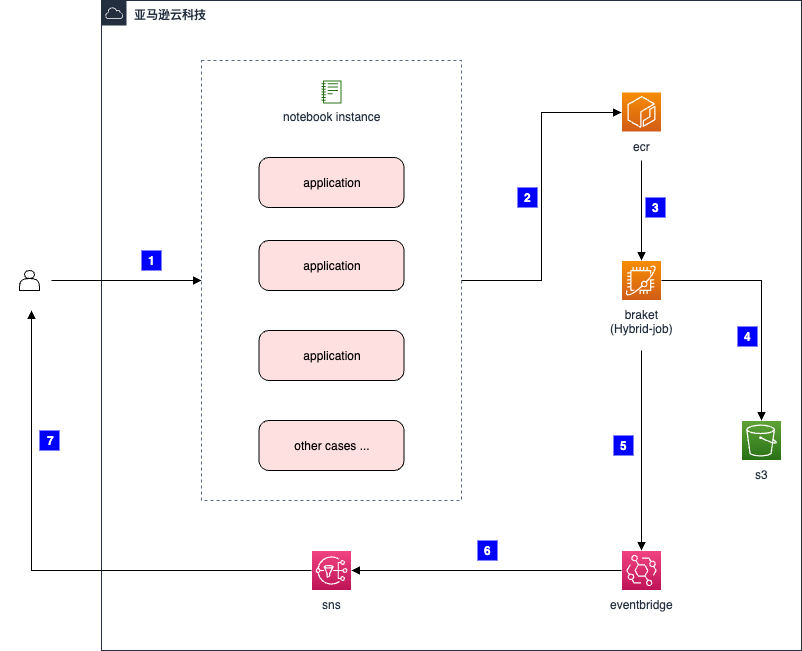 亚马逊云科技
notebook instance
application
application
application
other cases ...
1
2
ecr
3
braket
(Hybrid-job)
4
s3
5
eventbridge
6
sns
7